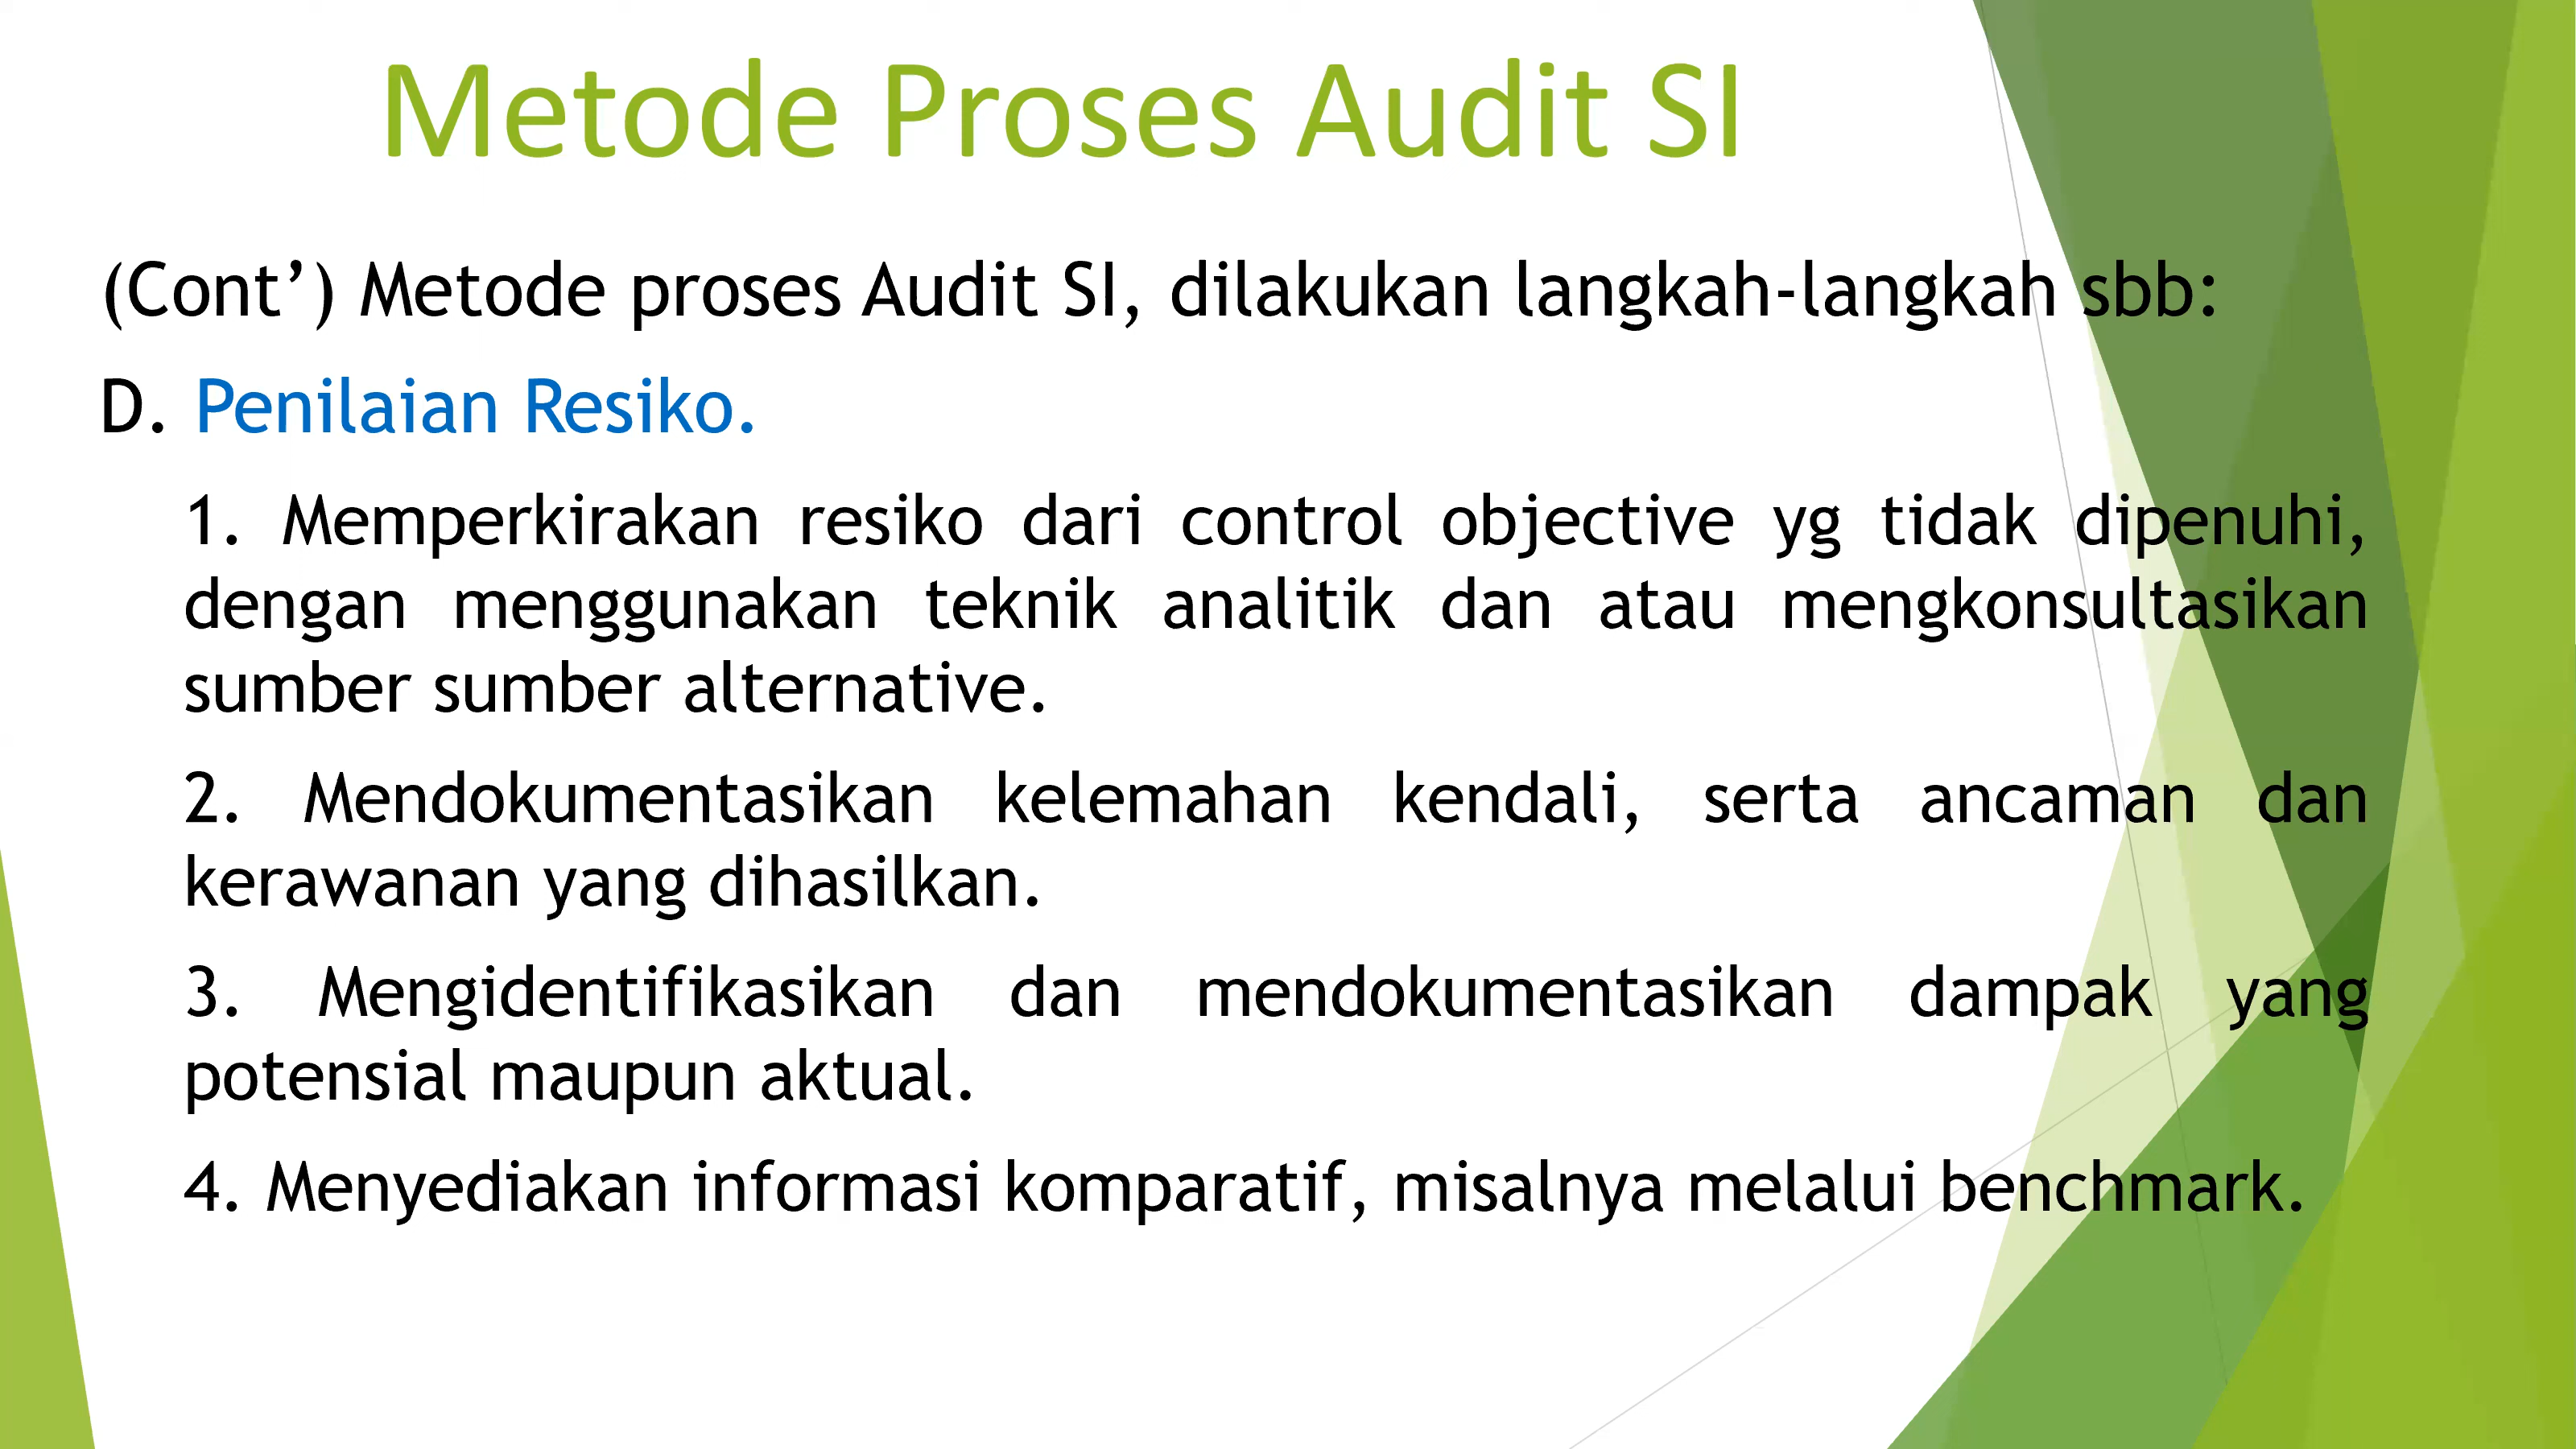 Metode Proses Audit SI
(Cont’) Metode proses Audit SI, dilakukan langkah-langkah sbb:
D. Penilaian Resiko.
1. Memperkirakan resiko dari control objective yg tidak dipenuhi,
dengan menggunakan teknik analitik dan atau mengkonsultasikan
sumber sumber alternative.
2. Mendokumentasikan kelemahan kendali, serta ancaman dan
kerawanan yang dihasilkan.
3. Mengidentifikasikan dan mendokumentasikan dampak yang
potensial maupun aktual.
4. Menyediakan informasi komparatif, misalnya melalui benchmark.